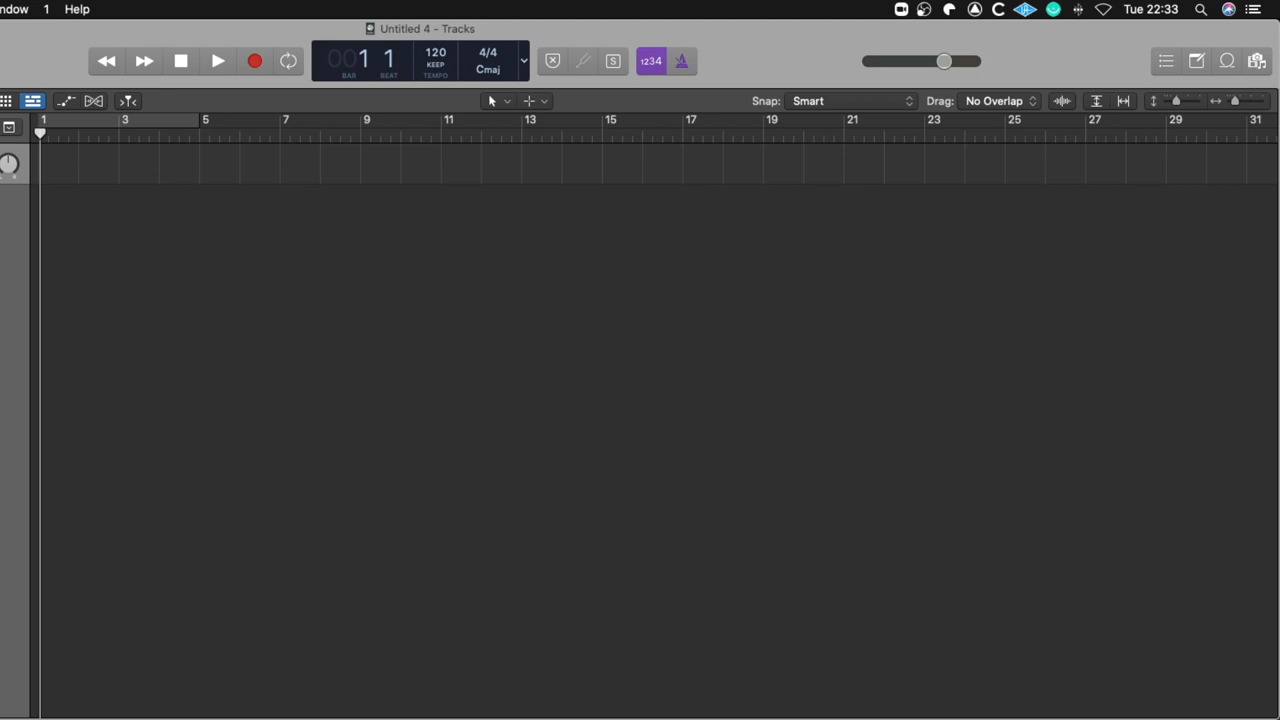 ndow 1 Help Tue 22:33
Untitled 4 - Tracks
001 1 120 4/4
KEEP Cmaj
BAR BEAT TEMPO
S 1234
Snap: Smart Drag: No Overlap
1 3 5 7 9 11 13 15 17 19 21 23 25 27 29 31